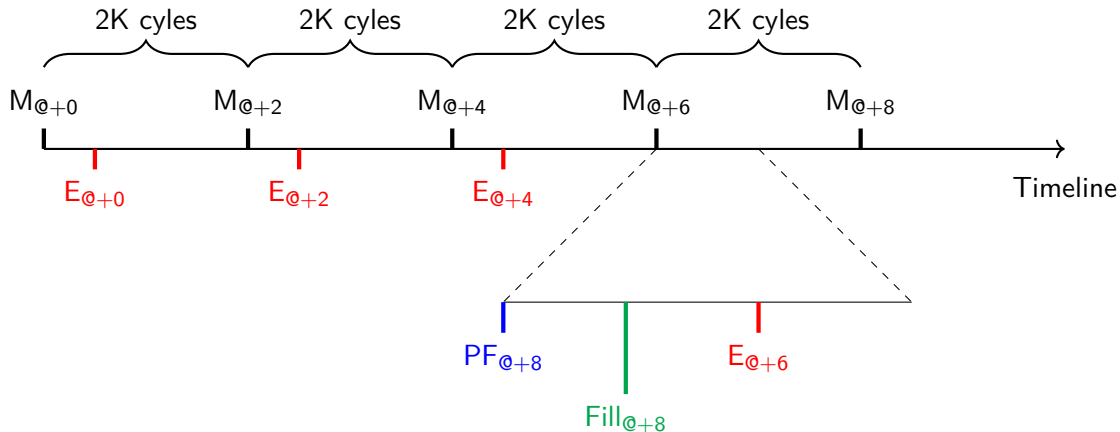 2K cyles 2K cyles 2K cyles 2K cyles
M@+0 M@+2 M@+4 M@+6 M@+8
E@+0 E@+2 E@+4
Timeline
PF@+8 E@+6
Fill@+8